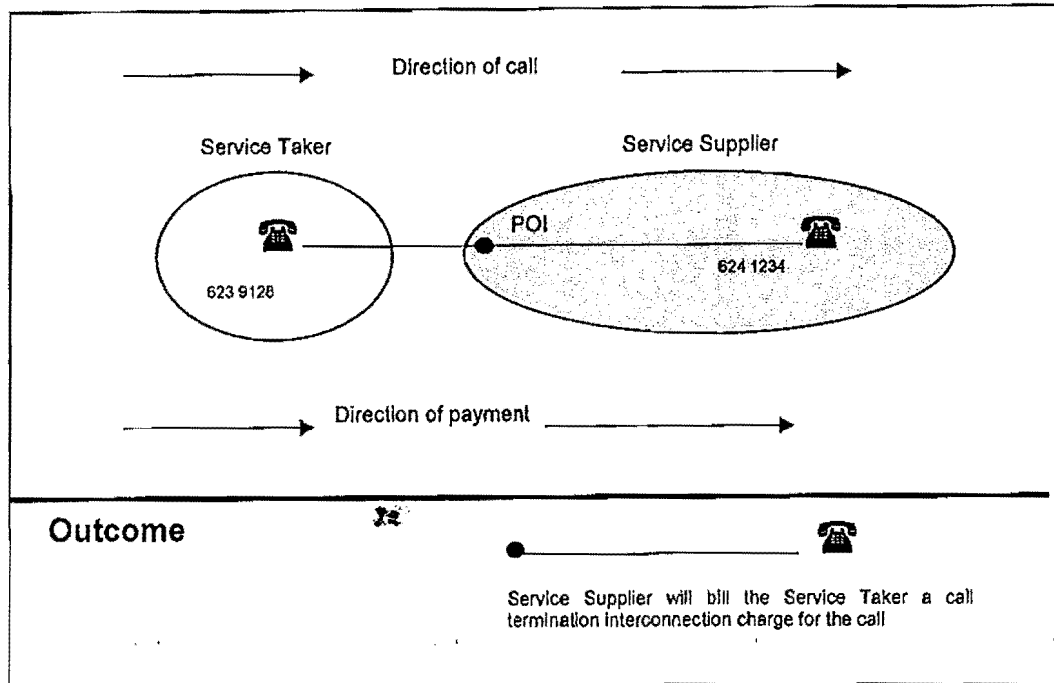 Direction of call
Service Taker
Service Supplier
POI
623 9128
624 1234
Direction of payment
Outcome
Service Supplier will bill the Service Taker a call
termination interconnection charge for the call